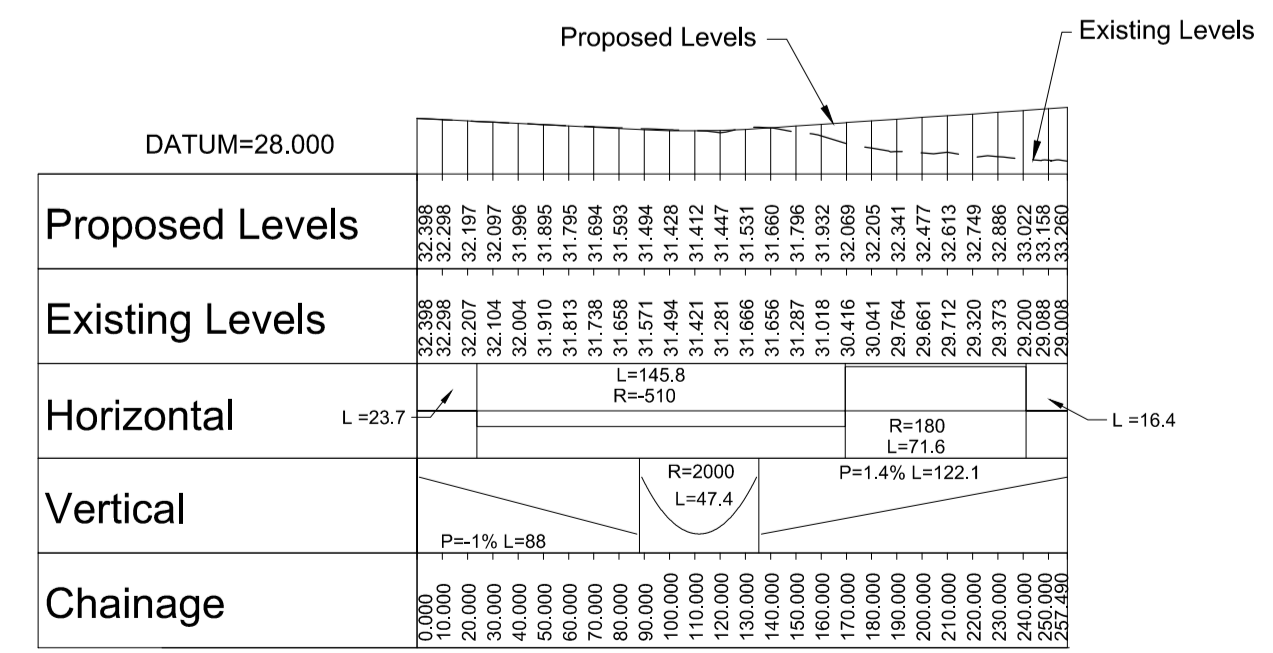 Proposed Levels
Existing Levels
DATUM=28.000
Proposed Levels
32.398 32.298 32.197 32.097 31.996 31.895 31.795 31.694 31.593 31.494 31.428 31.412 31.447 31.531 31.660 31.796 31.932 32.069 32.205 32.341 32.477 32.613 32.749 32.886 33.022 33.158 33.260
Existing Levels
32.398 32.298 32.207 32.104 32.004 31.910 31.813 31.738 31.658 31.571 31.494 31.421 31.281 31.666 31.656 31.287 31.018 30.416 30.041 29.764 29.661 29.712 29.320 29.373 29.200 29.088 29.008
Horizontal
L =23.7
L=145.8
R=-510
R=180
L=71.6
L =16.4
Vertical
P=-1% L=88
R=2000
L=47.4
P=1.4% L=122.1
Chainage
0.000 10.000 20.000 30.000 40.000 50.000 60.000 70.000 80.000 90.000 100.000 110.000 120.000 130.000 140.000 150.000 160.000 170.000 180.000 190.000 200.000 210.000 220.000 230.000 240.000 250.000 257.490